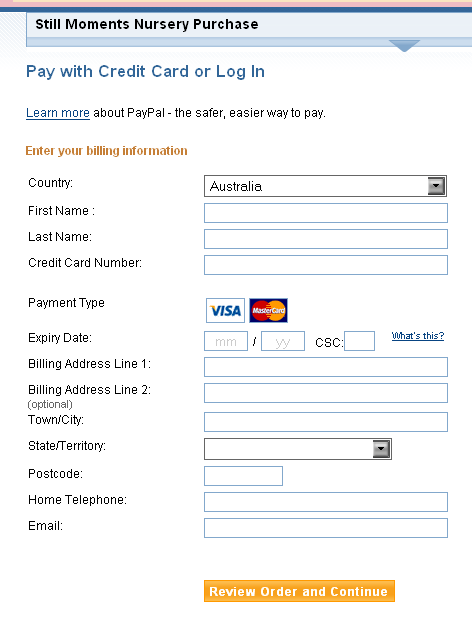 Still Moments Nursery Purchase
Pay with Credit Card or Log In
Learn more about PayPal - the safer, easier way to pay.
Enter your billing information
Country: Australia
First Name :
Last Name:
Credit Card Number:
Payment Type VISA MasterCard
Expiry Date: mm / yy CSC: What's this?
Billing Address Line 1:
Billing Address Line 2:
(optional)
Town/City:
State/Territory:
Postcode:
Home Telephone:
Email:
Review Order and Continue